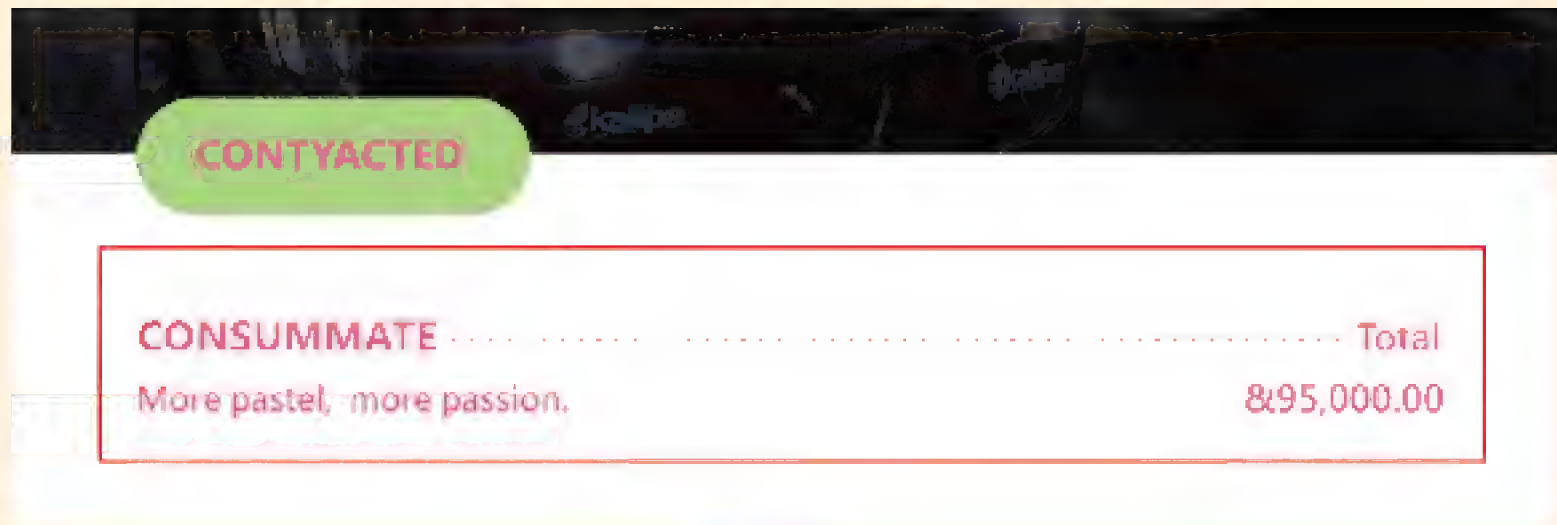 CONTYACTED
CONSUMMATE Total
More pastel, more passion. &95,000.00